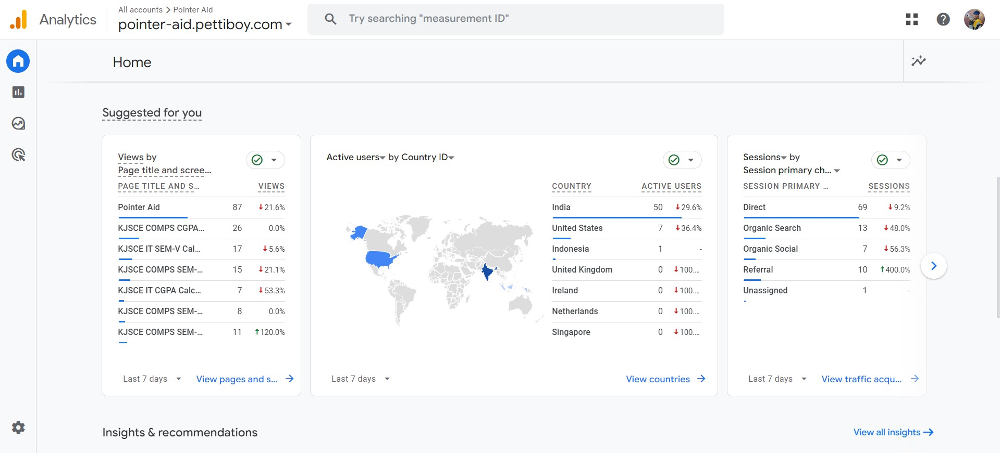 Analytics
All accounts > Pointer Aid
pointer-aid.pettiboy.com
Try searching "measurement ID"
Home
Suggested for you
Views by
Page title and scree...
PAGE TITLE AND S... VIEWS
Pointer Aid 87 21.6%
KJSCE COMPS CGPA... 26 0.0%
KJSCE IT SEM-V Cal... 17 5.6%
KJSCE COMPS SEM-... 15 21.1%
KJSCE IT CGPA Calc... 7 53.3%
KJSCE COMPS SEM-... 8 0.0%
KJSCE COMPS SEM-... 11 120.0%
Last 7 days View pages and s...
Active users by Country ID
COUNTRY ACTIVE USERS
India 50 29.6%
United States 7 36.4%
Indonesia 1 -
United Kingdom 0 100....
Ireland 0 100....
Netherlands 0 100....
Singapore 0 100....
Last 7 days View countries
Sessions by
Session primary ch...
SESSION PRIMARY ... SESSIONS
Direct 69 9.2%
Organic Search 13 48.0%
Organic Social 7 56.3%
Referral 10 400.0%
Unassigned 1 -
Last 7 days View traffic acqu...
Insights & recommendations
View all insights